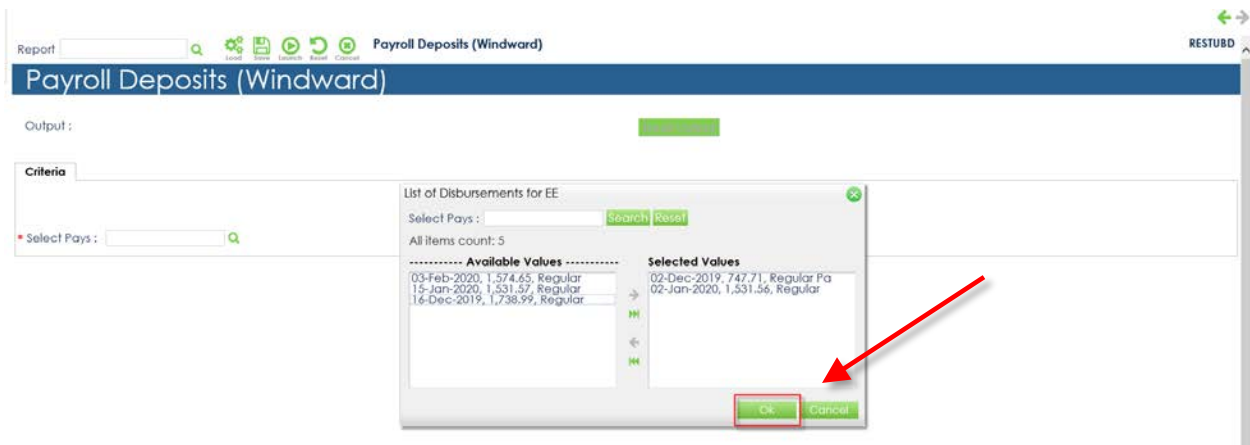 Report
Load Save Launch Reset Cancel
Payroll Deposits (Windward)
RESTUBD
Payroll Deposits (Windward)
Output :
Criteria
List of Disbursements for EE
Select Pays :
Search Reset
All items count: 5
----------- Available Values -----------
Selected Values
03-Feb-2020, 1,574.65, Regular
15-Jan-2020, 1,531.57, Regular
16-Dec-2019, 1,738.99, Regular
02-Dec-2019, 747.71, Regular Pa
02-Jan-2020, 1,531.56, Regular
* Select Pays :
Ok Cancel